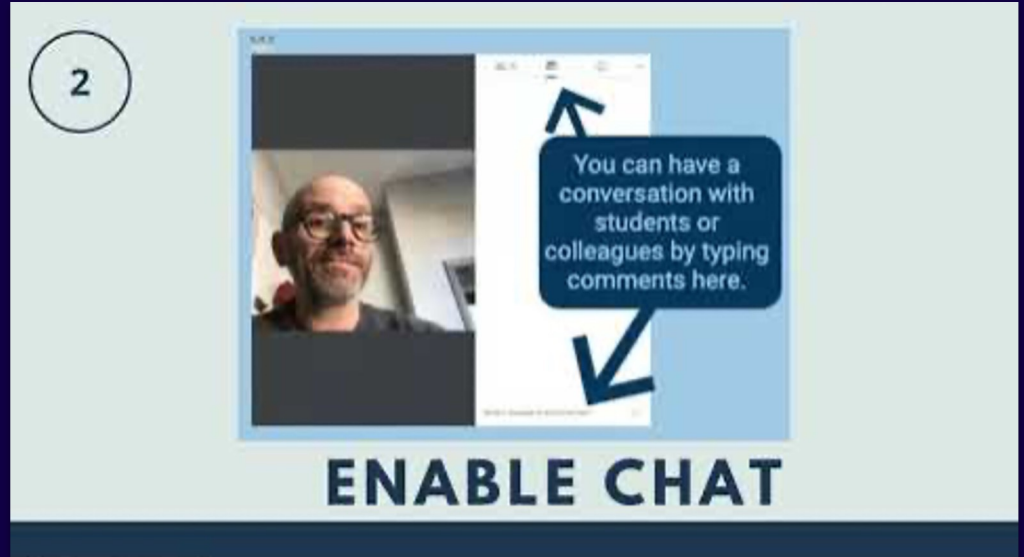 2
You can have a
conversation with
students or
colleagues by typing
comments here.
ENABLE CHAT